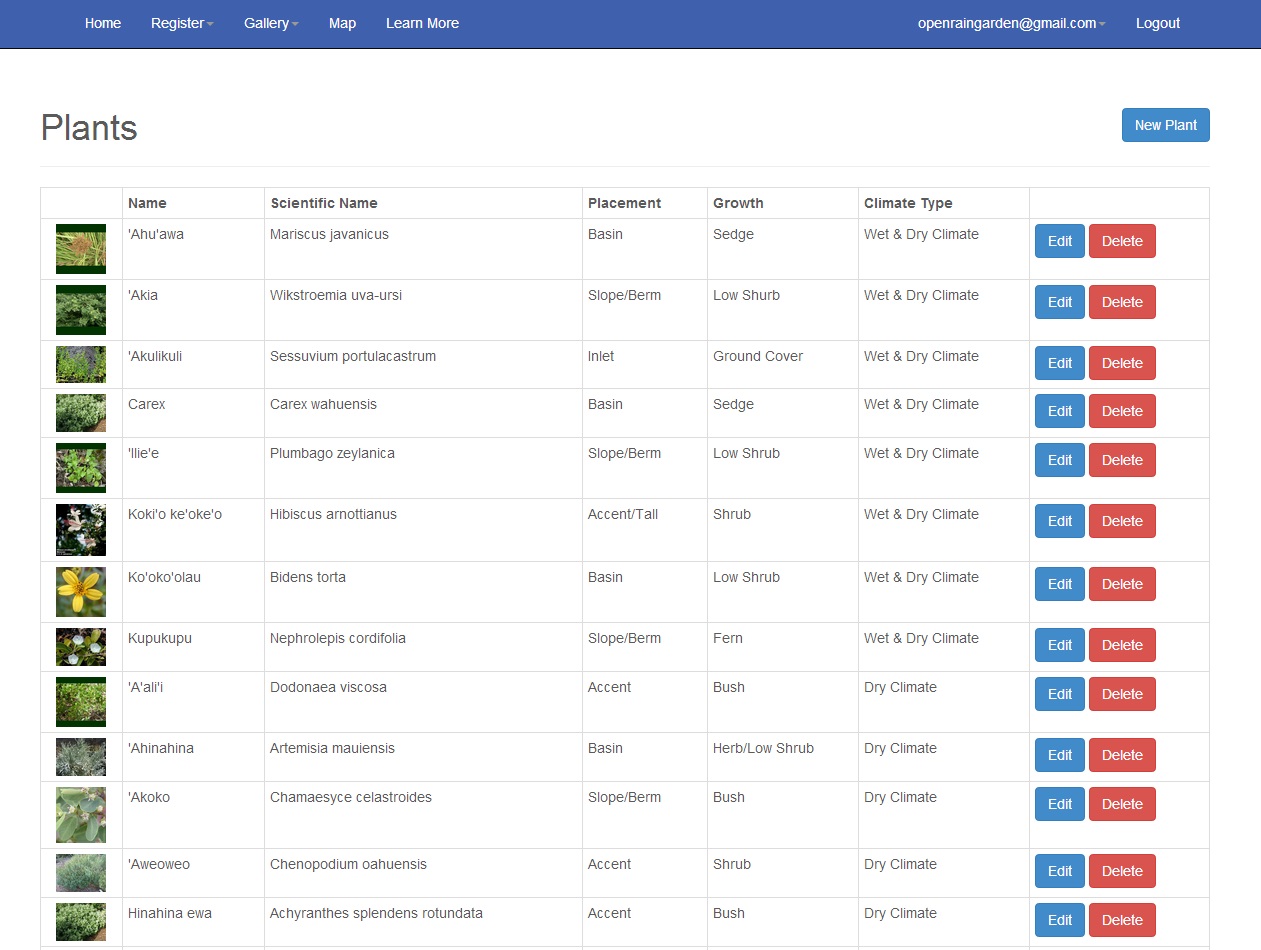 Home Register Gallery Map Learn More openraingarden@gmail.com Logout
Plants New Plant
Name Scientific Name Placement Growth Climate Type
'Ahu'awa Mariscus javanicus Basin Sedge Wet & Dry Climate Edit Delete
'Akia Wikstroemia uva-ursi Slope/Berm Low Shurb Wet & Dry Climate Edit Delete
'Akulikuli Sessuvium portulacastrum Inlet Ground Cover Wet & Dry Climate Edit Delete
Carex Carex wahuensis Basin Sedge Wet & Dry Climate Edit Delete
'Ilie'e Plumbago zeylanica Slope/Berm Low Shrub Wet & Dry Climate Edit Delete
Koki'o ke'oke'o Hibiscus arnottianus Accent/Tall Shrub Wet & Dry Climate Edit Delete
Ko'oko'olau Bidens torta Basin Low Shrub Wet & Dry Climate Edit Delete
Kupukupu Nephrolepis cordifolia Slope/Berm Fern Wet & Dry Climate Edit Delete
'A'ali'i Dodonaea viscosa Accent Bush Dry Climate Edit Delete
'Ahinahina Artemisia mauiensis Basin Herb/Low Shrub Dry Climate Edit Delete
'Akoko Chamaesyce celastroides Slope/Berm Bush Dry Climate Edit Delete
'Aweoweo Chenopodium oahuensis Accent Shrub Dry Climate Edit Delete
Hinahina ewa Achyranthes splendens rotundata Accent Bush Dry Climate Edit Delete